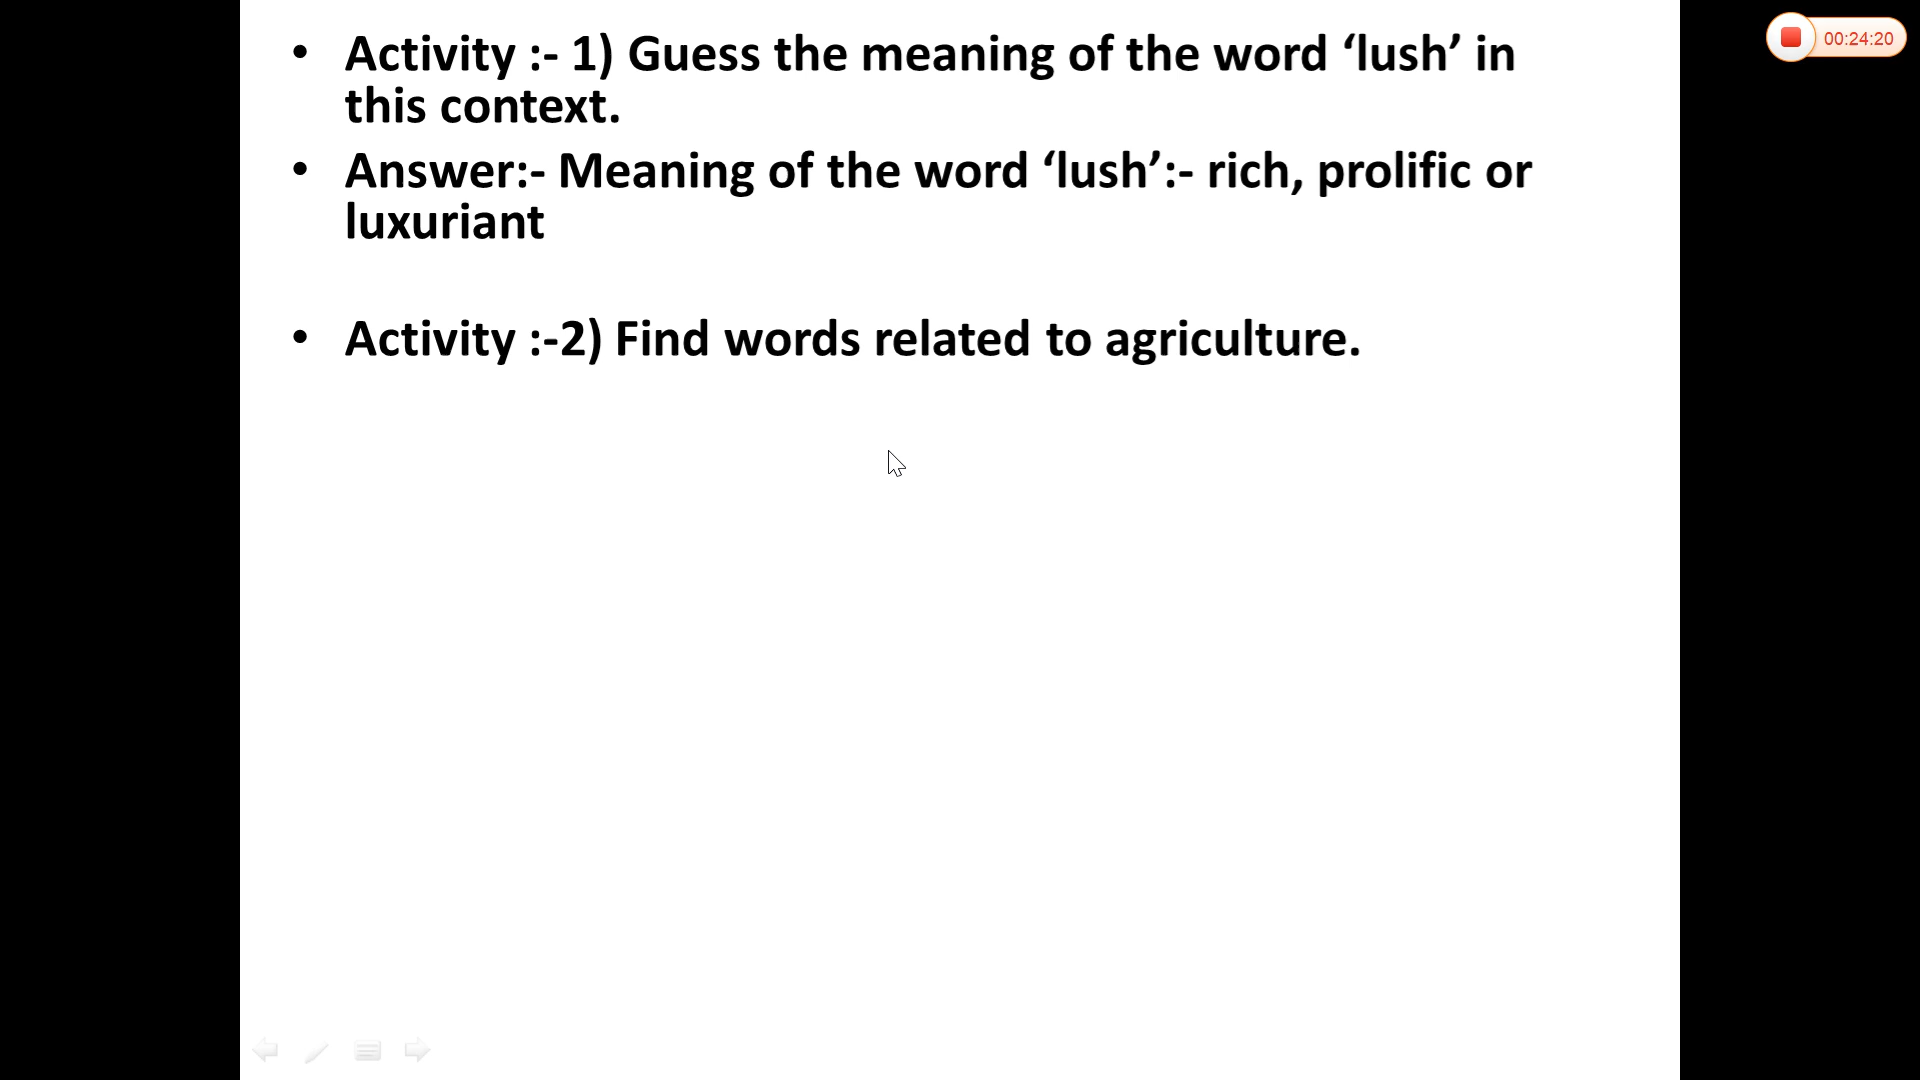 • Activity :- 1) Guess the meaning of the word ‘lush’ in
this context.
• Answer:- Meaning of the word ‘lush’:- rich, prolific or
luxuriant
• Activity :-2) Find words related to agriculture.
00:24:20